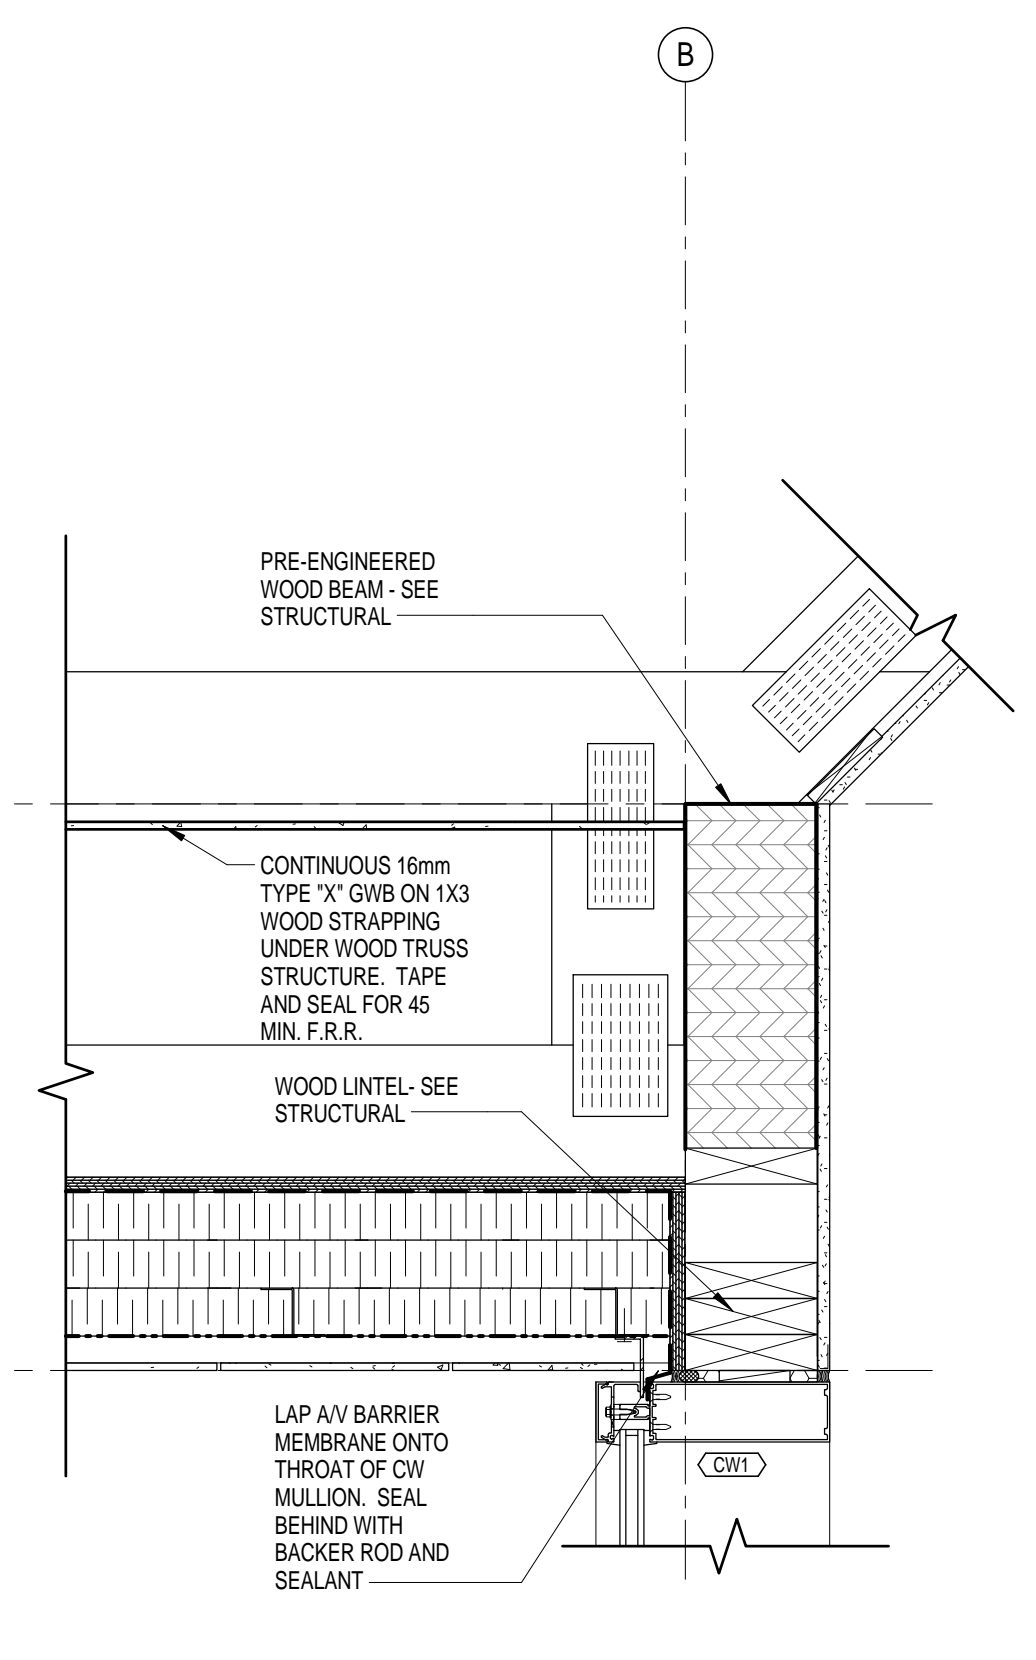 B
PRE-ENGINEERED
WOOD BEAM - SEE
STRUCTURAL
CONTINUOUS 16mm
TYPE "X" GWB ON 1X3
WOOD STRAPPING
UNDER WOOD TRUSS
STRUCTURE. TAPE
AND SEAL FOR 45
MIN. F.R.R.
WOOD LINTEL- SEE
STRUCTURAL
LAP A/V BARRIER
MEMBRANE ONTO
THROAT OF CW
MULLION. SEAL
BEHIND WITH
BACKER ROD AND
SEALANT
CW1